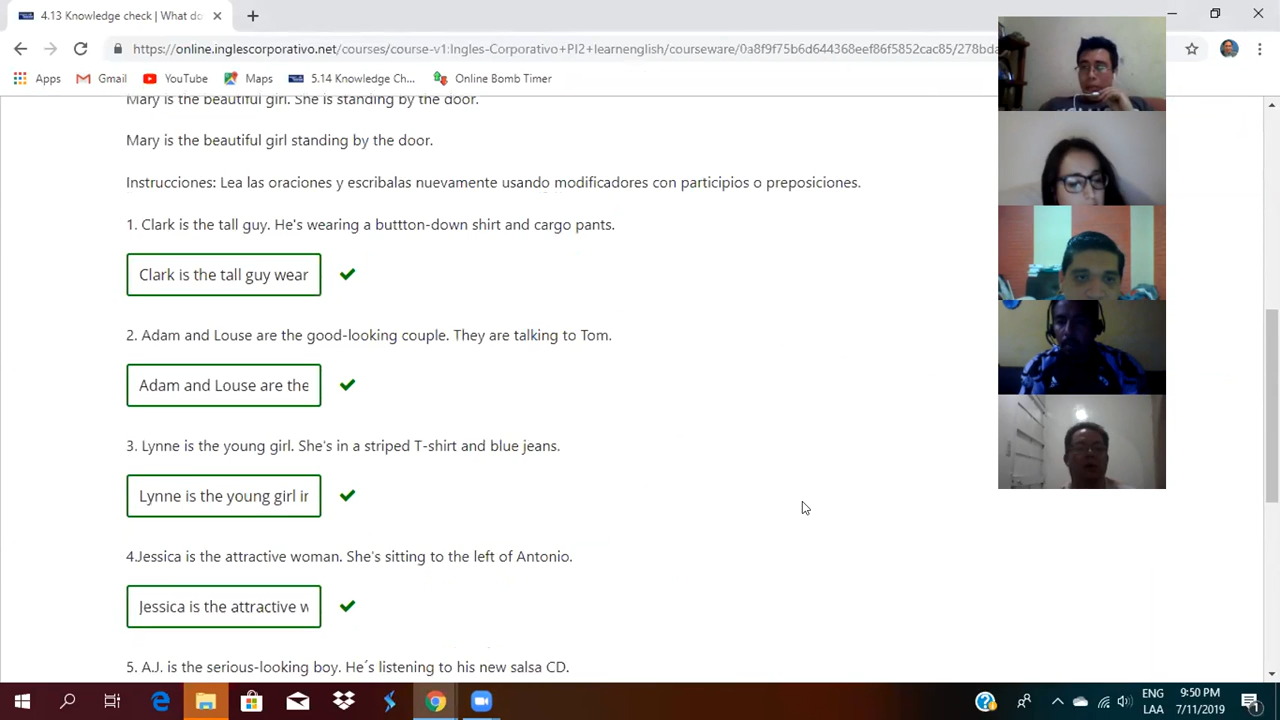 4.13 Knowledge check | What do
https://online.inglescorporativo.net/courses/course-v1:Ingles-Corporativo+PI2+learnenglish/courseware/0a8f9f75b6d644368eef86f5852cac85/278bda
Apps Gmail YouTube Maps 5.14 Knowledge Ch... Online Bomb Timer
Mary is the beautiful girl. She is standing by the door.
Mary is the beautiful girl standing by the door.
Instrucciones: Lea las oraciones y escribalas nuevamente usando modificadores con participios o preposiciones.
1. Clark is the tall guy. He's wearing a buttton-down shirt and cargo pants.
Clark is the tall guy wear
2. Adam and Louse are the good-looking couple. They are talking to Tom.
Adam and Louse are the
3. Lynne is the young girl. She's in a striped T-shirt and blue jeans.
Lynne is the young girl in
4.Jessica is the attractive woman. She's sitting to the left of Antonio.
Jessica is the attractive w
5. A.J. is the serious-looking boy. He´s listening to his new salsa CD.
ENG 9:50 PM
LAA 7/11/2019